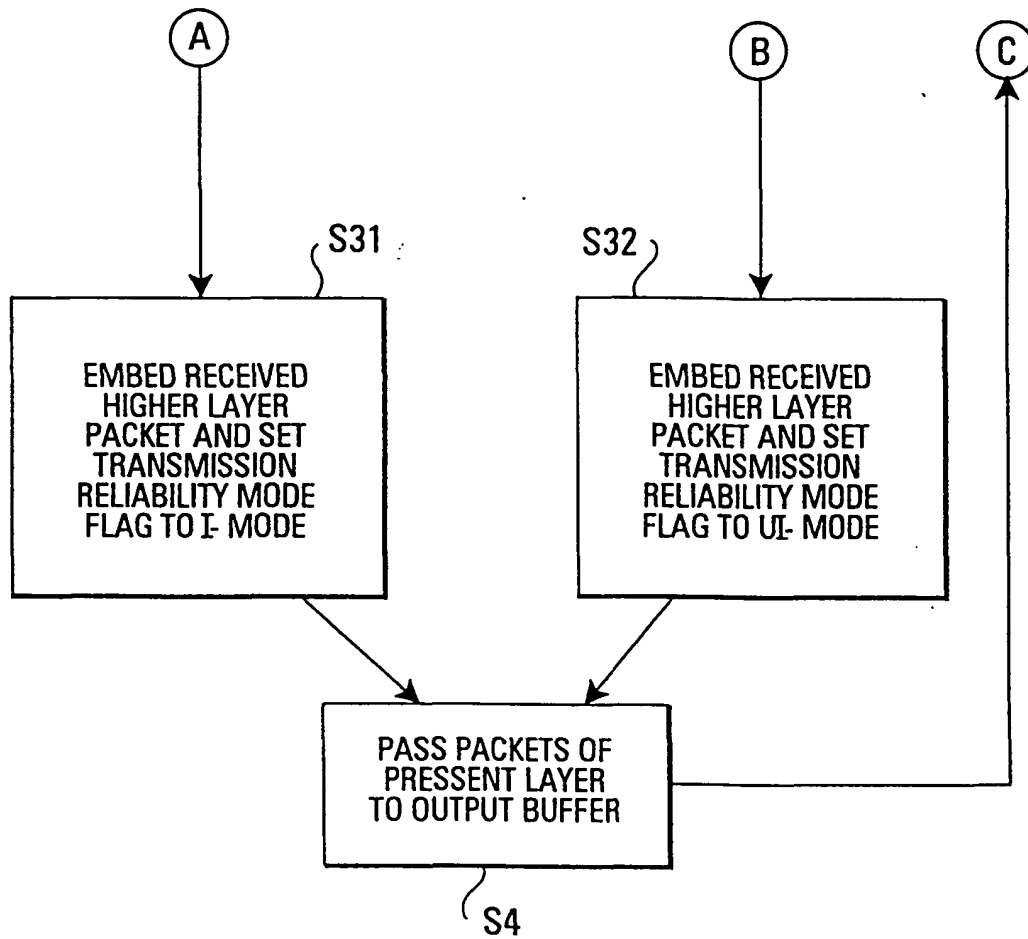 A
B
C
S31
S32
EMBED RECEIVED
HIGHER LAYER
PACKET AND SET
TRANSMISSION
RELIABILITY MODE
FLAG TO I- MODE
EMBED RECEIVED
HIGHER LAYER
PACKET AND SET
TRANSMISSION
RELIABILITY MODE
FLAG TO UI- MODE
PASS PACKETS OF
PRESSENT LAYER
TO OUTPUT BUFFER
S4